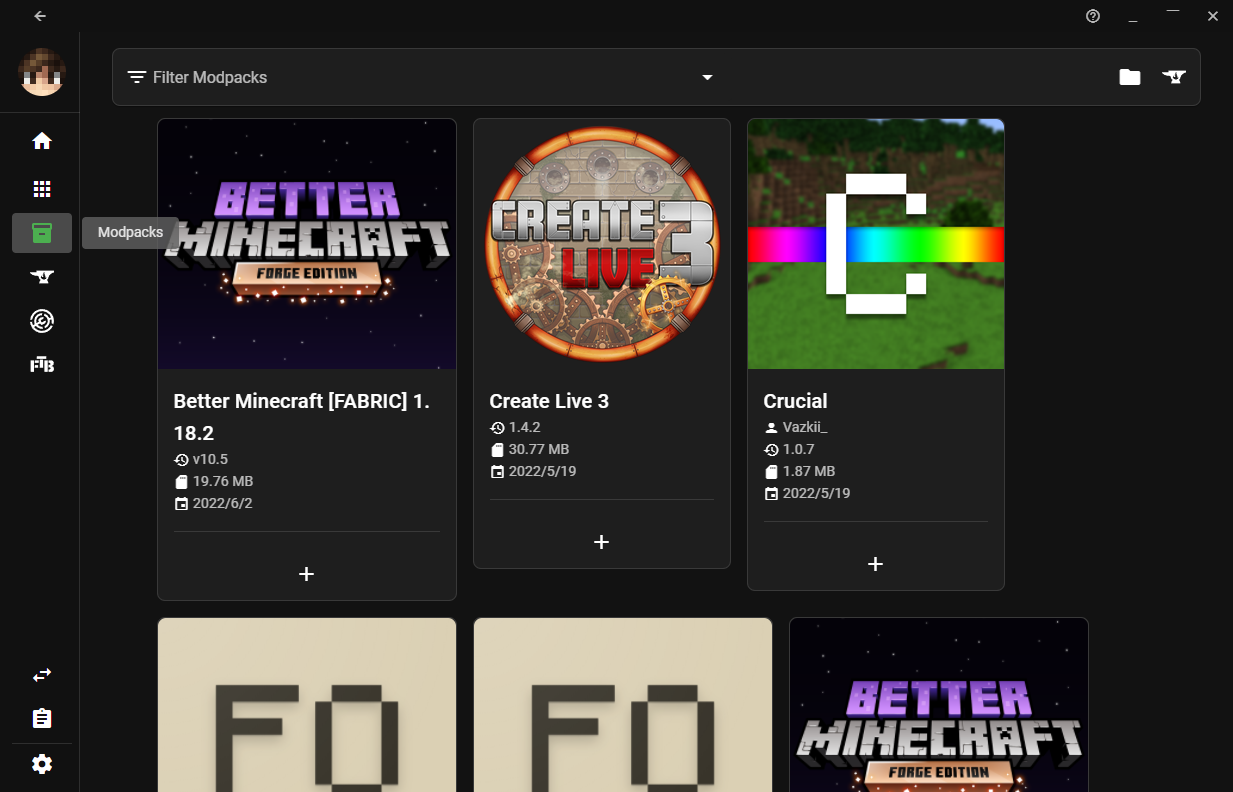 Filter Modpacks
Modpacks
BETTER
MINECRAFT
FORGE EDITION
CREATE
LIVE 3
C
Better Minecraft [FABRIC] 1.
18.2
v10.5
19.76 MB
2022/6/2
+
Create Live 3
1.4.2
30.77 MB
2022/5/19
+
Crucial
Vazkii_
1.0.7
1.87 MB
2022/5/19
+
FTB
FO
FO
BETTER
MINECRAFT
FORGE EDITION